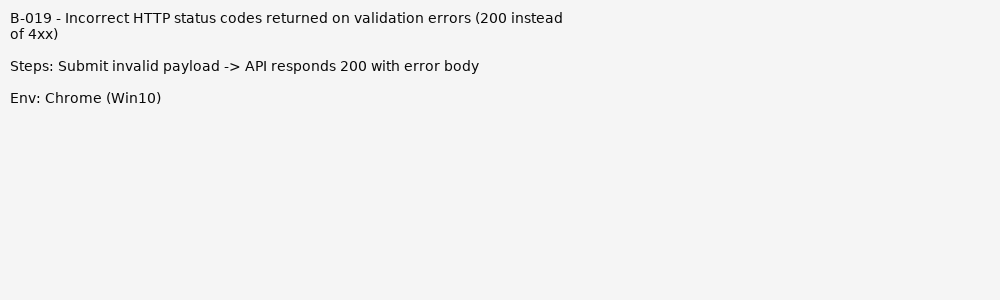 B-019 - Incorrect HTTP status codes returned on validation errors (200 instead
of 4xx)
Steps: Submit invalid payload -> API responds 200 with error body
Env: Chrome (Win10)